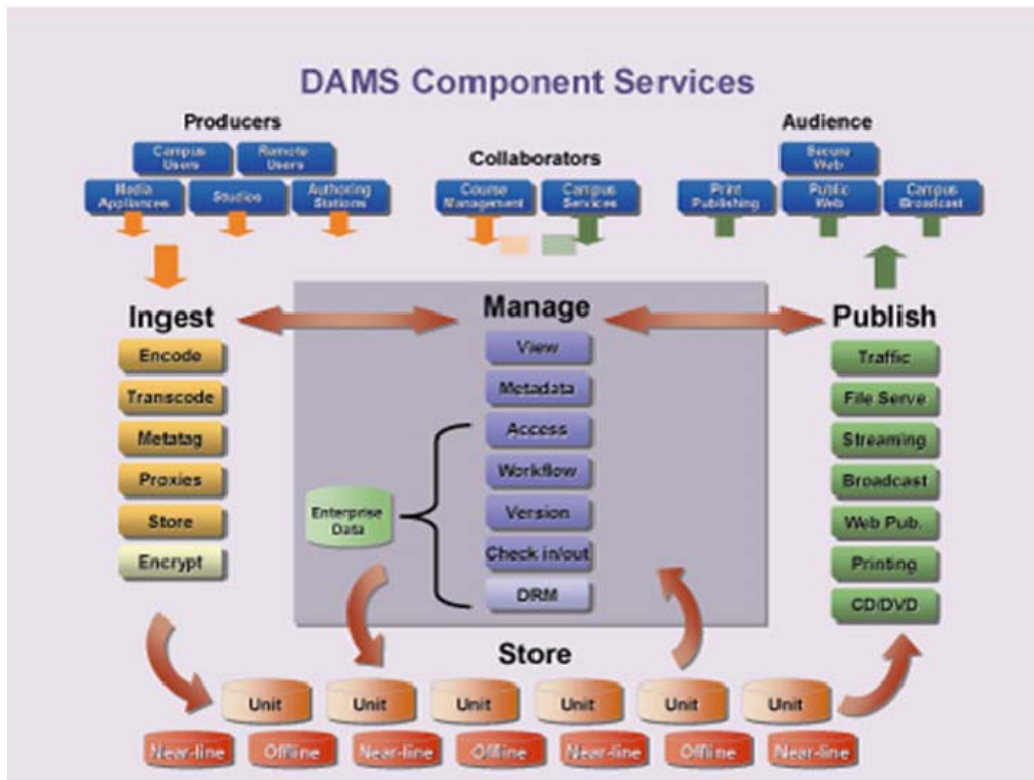 DAMS Component Services
Producers
Campus
Users
Remote
Users
Media
Appliances
Studios
Authoring
Stations
Collaborators
Course
Management
Campus
Services
Audience
Secure
Web
Print
Publishing
Public
Web
Campus
Broadcast
Ingest
Encode
Transcode
Metatag
Proxies
Store
Encrypt
Manage
View
Metadata
Access
Workflow
Version
Check in/out
DRM
Enterprise
Data
Publish
Traffic
File Serve
Streaming
Broadcast
Web Pub.
Printing
CD/DVD
Store
Unit Unit Unit Unit Unit Unit
Near-line Offline Near-line Offline Near-line Offline Near-line